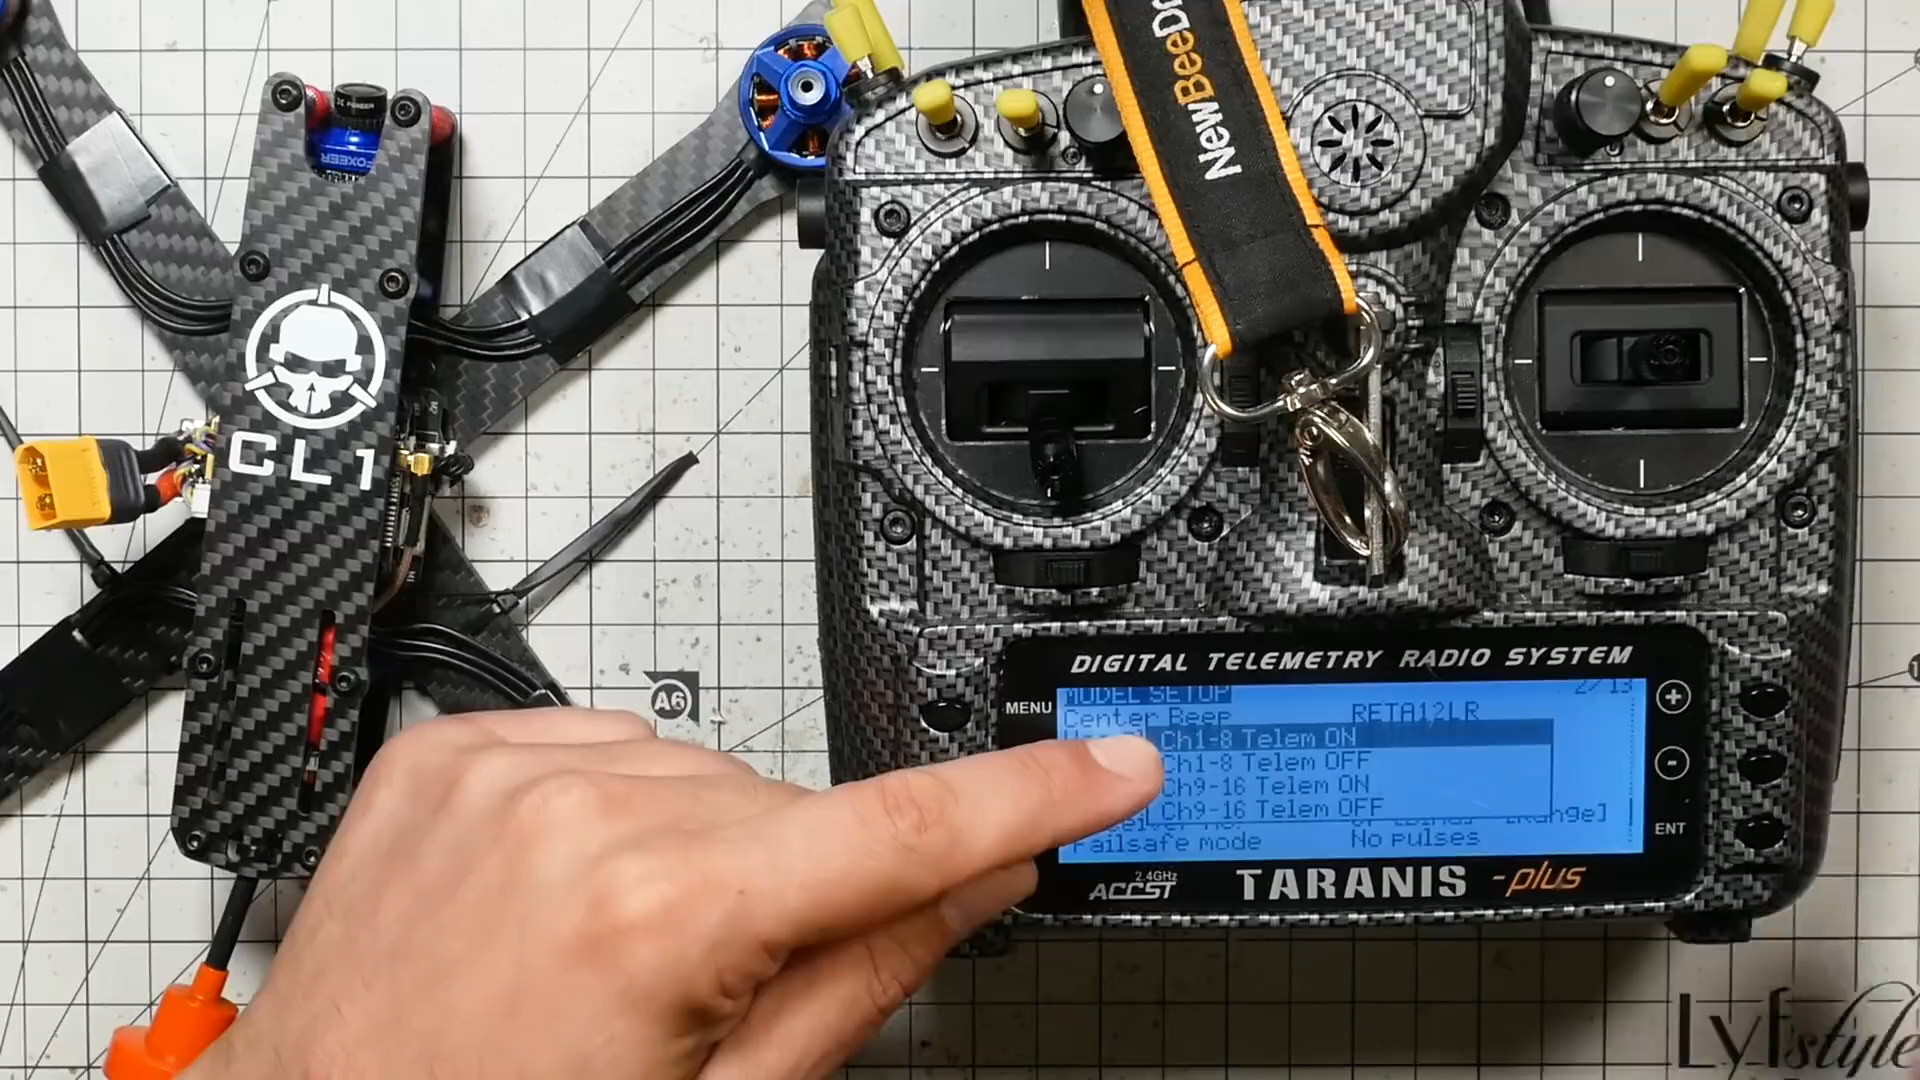 FOXEER
FOXEER
NewBeeDr
CL1
A6
DIGITAL TELEMETRY RADIO SYSTEM
MENU
MODEL SETUP 2/13
Center Beep RETA12LR
Ch1-8 Telem ON
Ch1-8 Telem OFF
Ch9-16 Telem ON
Ch9-16 Telem OFF
Failsafe mode No pulses
+
-
ENT
2.4GHz
ACCST TARANIS -plus
Lyfstyle